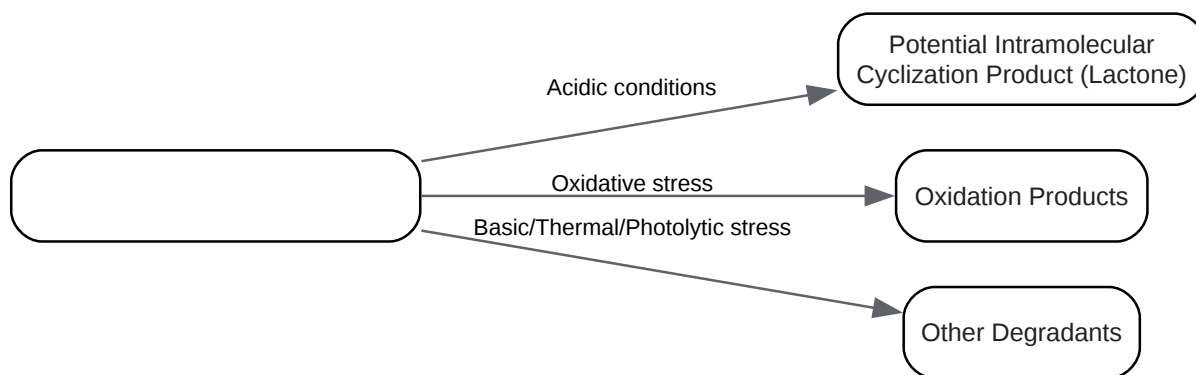 Potential Intramolecular
Cyclization Product (Lactone)
Acidic conditions
Oxidative stress
Oxidation Products
Basic/Thermal/Photolytic stress
Other Degradants